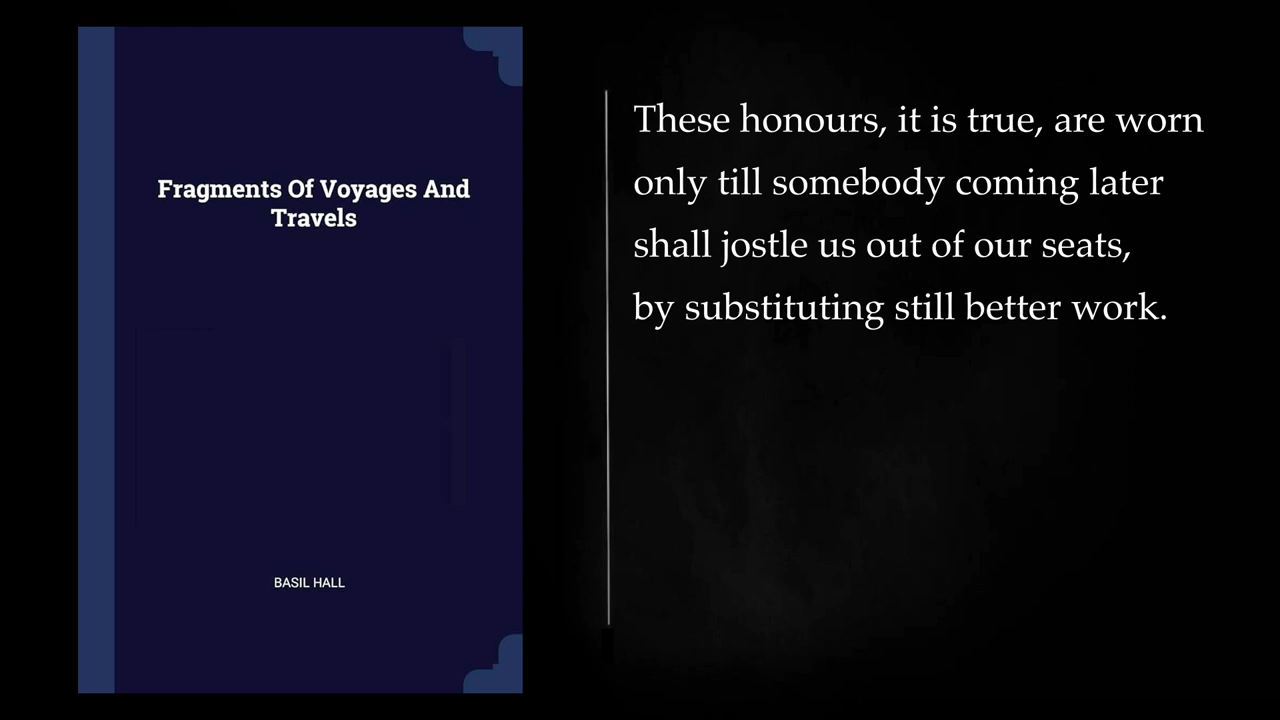 Fragments Of Voyages And
Travels
BASIL HALL
These honours, it is true, are worn
only till somebody coming later
shall jostle us out of our seats,
by substituting still better work.